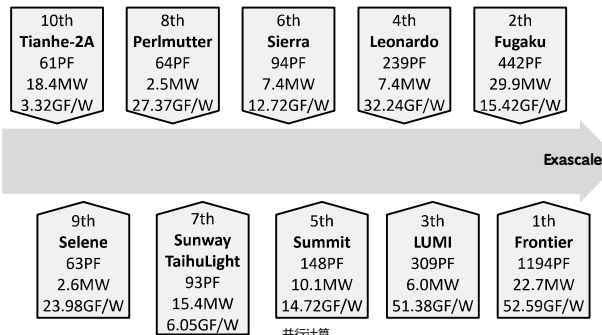 10th
Tianhe-2A
61PF
18.4MW
3.32GF/W
8th
Perlmutter
64PF
2.5MW
27.37GF/W
6th
Sierra
94PF
7.4MW
12.72GF/W
4th
Leonardo
239PF
7.4MW
32.24GF/W
2th
Fugaku
442PF
29.9MW
15.42GF/W
Exascale
9th
Selene
63PF
2.6MW
23.98GF/W
7th
Sunway
TaihuLight
93PF
15.4MW
6.05GF/W
5th
Summit
148PF
10.1MW
14.72GF/W
3th
LUMI
309PF
6.0MW
51.38GF/W
1th
Frontier
1194PF
22.7MW
52.59GF/W
并行计算